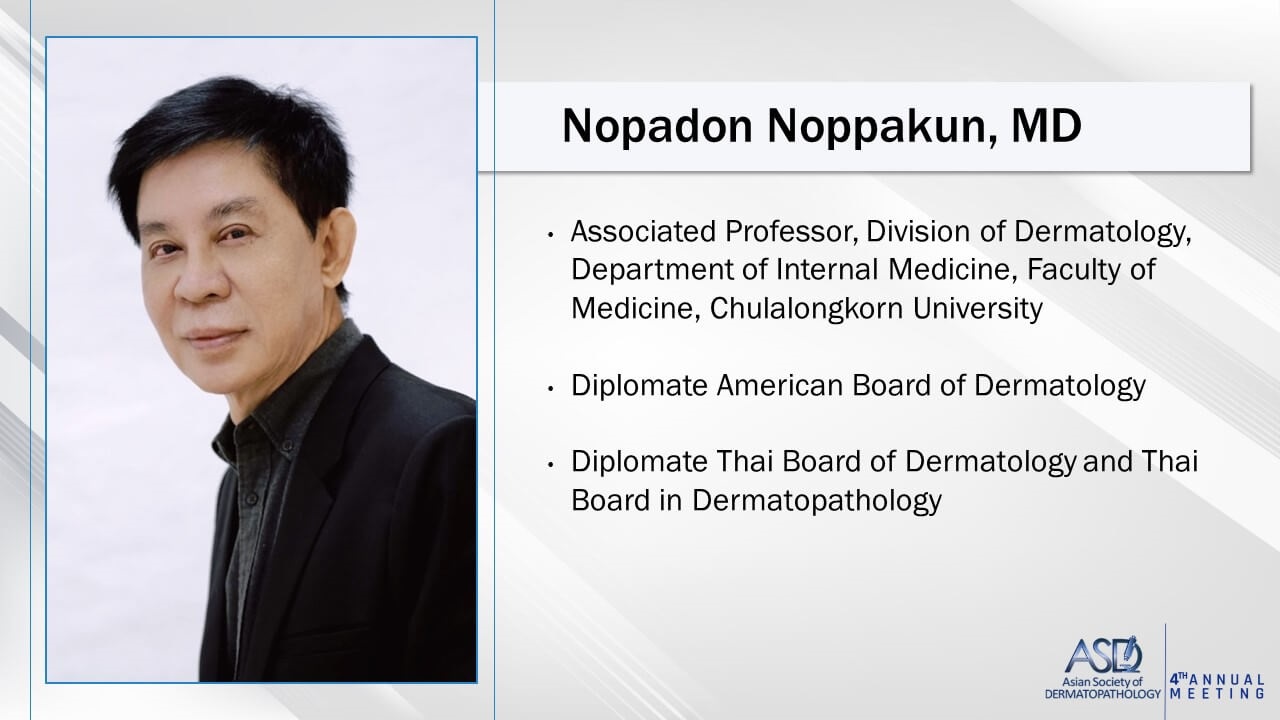 Nopadon Noppakun, MD
• Associated Professor, Division of Dermatology,
Department of Internal Medicine, Faculty of
Medicine, Chulalongkorn University
• Diplomate American Board of Dermatology
• Diplomate Thai Board of Dermatology and Thai
Board in Dermatopathology
ASD
Asian Society of
DERMATOPATHOLOGY
4TH ANNUAL
MEETING